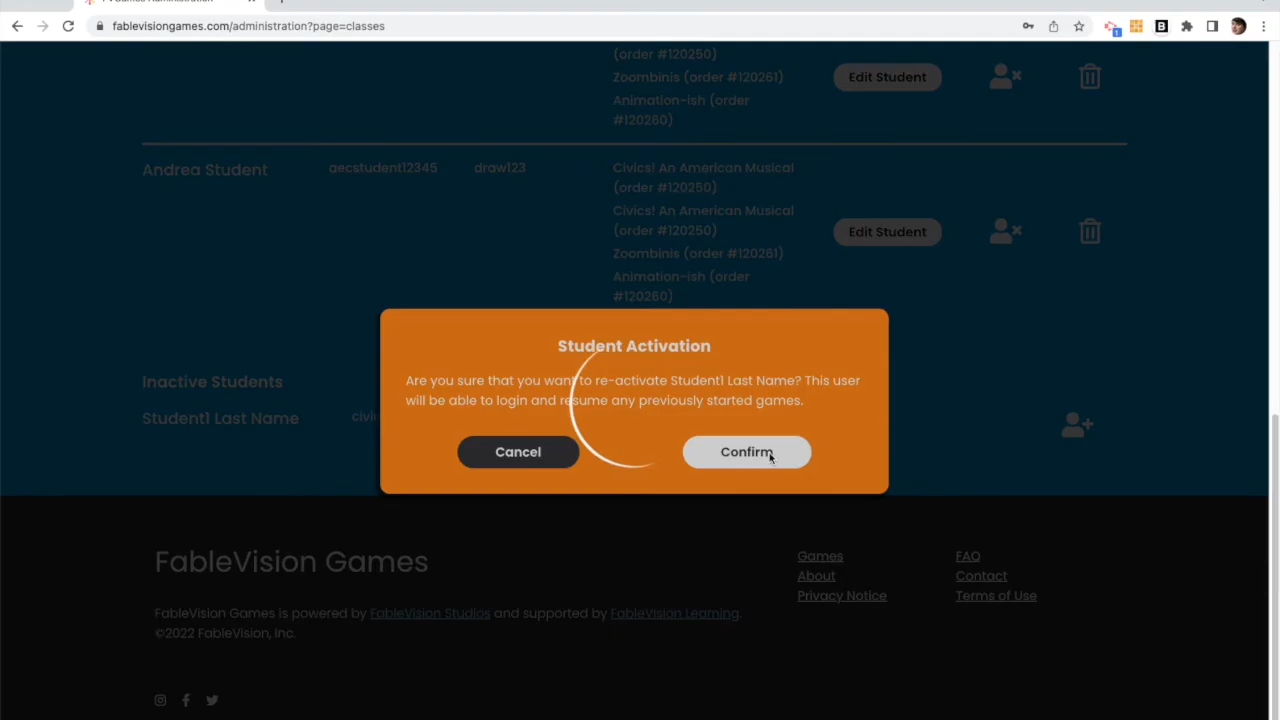 fablevisiongames.com/administration?page=classes
1
B
(order #120250)
Zoombinis (order #120261)
Animation-ish (order
#120260)
Edit Student
Andrea Student
aecstudent12345
draw123
Civics! An American Musical
(order #120250)
Civics! An American Musical
(order #120250)
Zoombinis (order #120261)
Animation-ish (order
#120260)
Edit Student
Student Activation
Are you sure that you want to re-activate Student1 Last Name? This user
will be able to login and resume any previously started games.
Cancel
Confirm
Inactive Students
Student1 Last Name
FableVision Games
FableVision Games is powered by FableVision Studios and supported by FableVision Learning.
©2022 FableVision, Inc.
Games
About
Privacy Notice
FAQ
Contact
Terms of Use